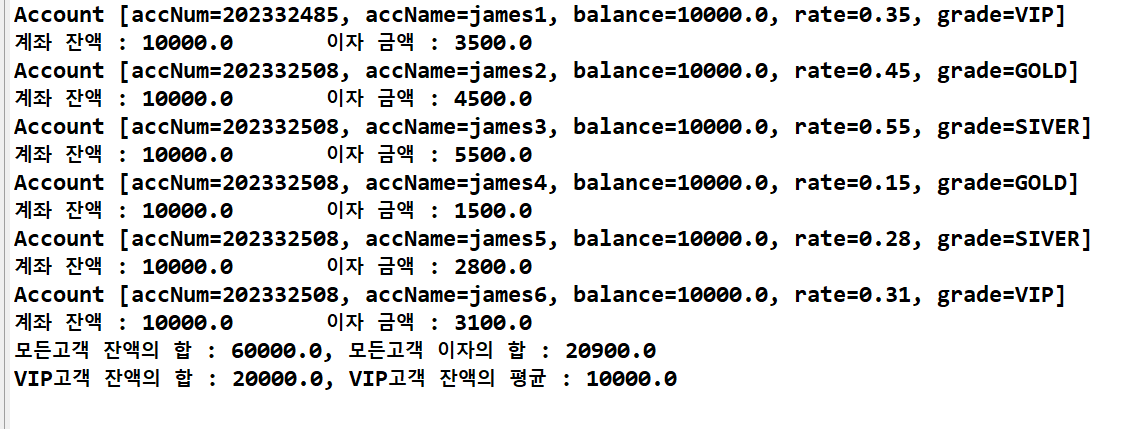 Account [accNum=202332485, accName=james1, balance=10000.0, rate=0.35, grade=VIP]
계좌 잔액 : 10000.0 이자 금액 : 3500.0
Account [accNum=202332508, accName=james2, balance=10000.0, rate=0.45, grade=GOLD]
계좌 잔액 : 10000.0 이자 금액 : 4500.0
Account [accNum=202332508, accName=james3, balance=10000.0, rate=0.55, grade=SIVER]
계좌 잔액 : 10000.0 이자 금액 : 5500.0
Account [accNum=202332508, accName=james4, balance=10000.0, rate=0.15, grade=GOLD]
계좌 잔액 : 10000.0 이자 금액 : 1500.0
Account [accNum=202332508, accName=james5, balance=10000.0, rate=0.28, grade=SIVER]
계좌 잔액 : 10000.0 이자 금액 : 2800.0
Account [accNum=202332508, accName=james6, balance=10000.0, rate=0.31, grade=VIP]
계좌 잔액 : 10000.0 이자 금액 : 3100.0
모든고객 잔액의 합 : 60000.0, 모든고객 이자의 합 : 20900.0
VIP고객 잔액의 합 : 20000.0, VIP고객 잔액의 평균 : 10000.0